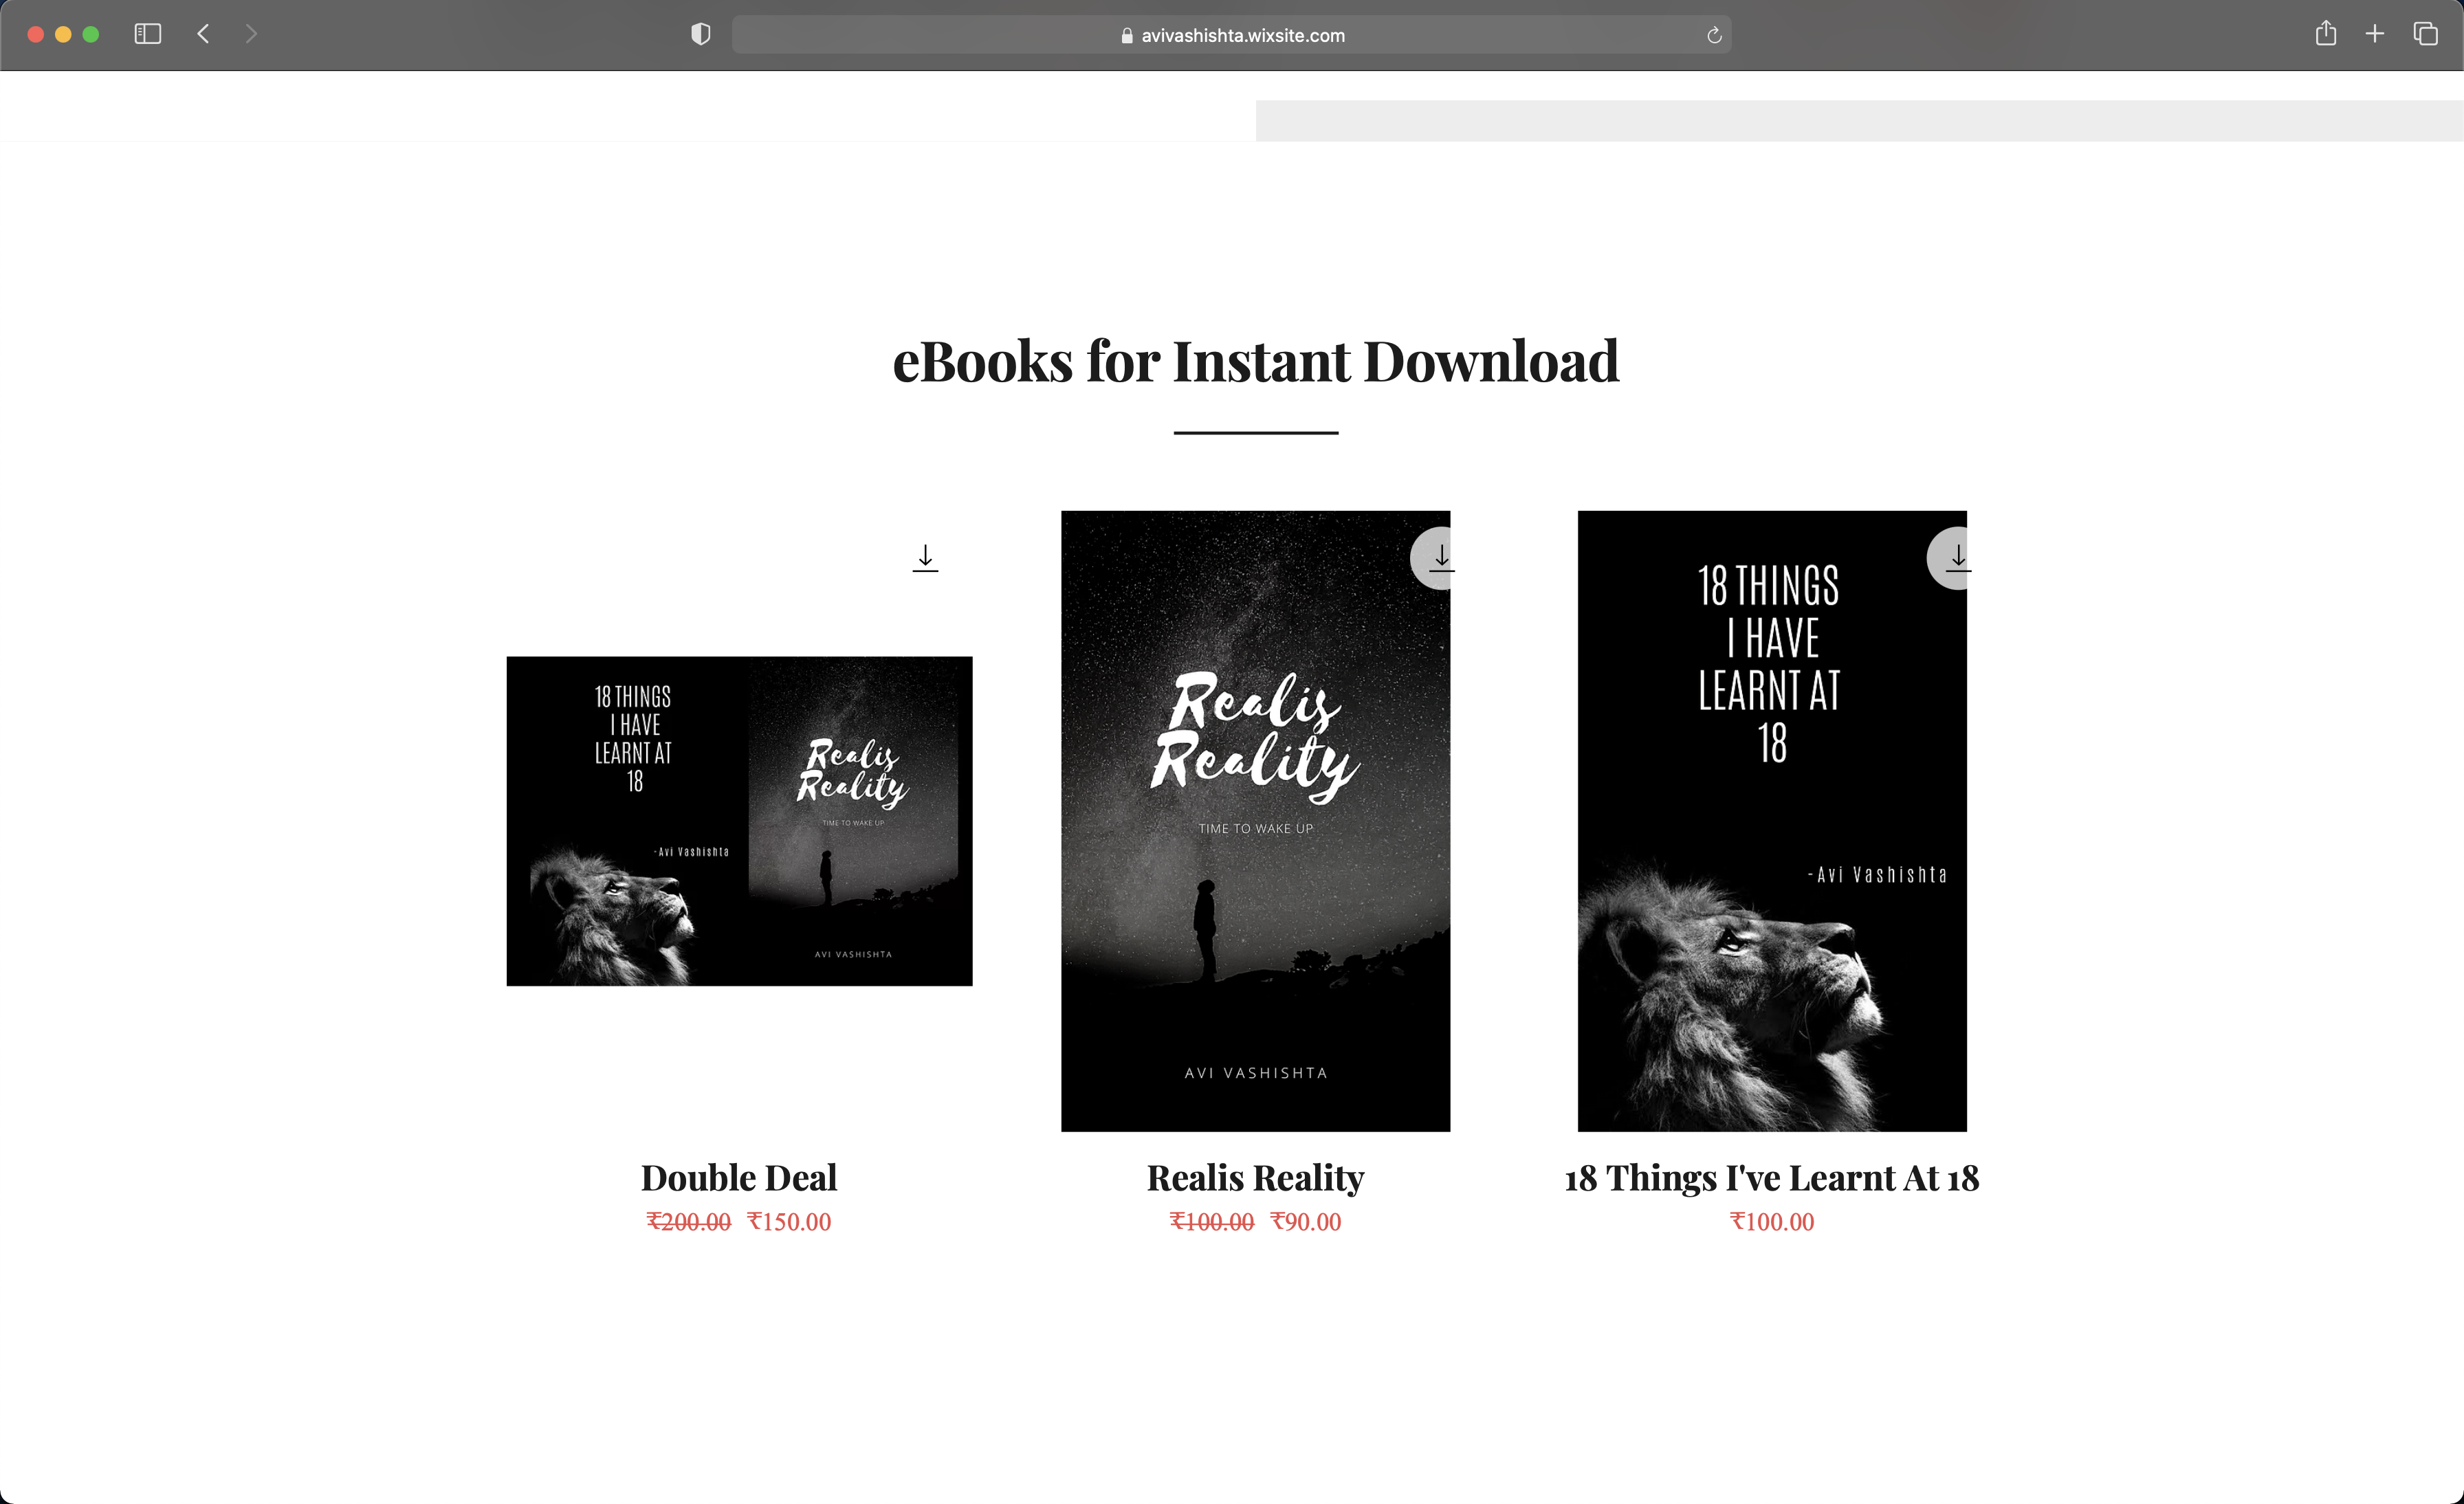 avivashishta.wixsite.com
eBooks for Instant Download
18 THINGS
I HAVE
LEARNT AT
18
-Avi Vashishta
Realis
Reality
TIME TO WAKE UP
AVI VASHISHTA
Double Deal
₹200.00 ₹150.00
Realis
Reality
TIME TO WAKE UP
AVI VASHISHTA
Realis Reality
₹100.00 ₹90.00
18 THINGS
I HAVE
LEARNT AT
18
-Avi Vashishta
18 Things I've Learnt At 18
₹100.00